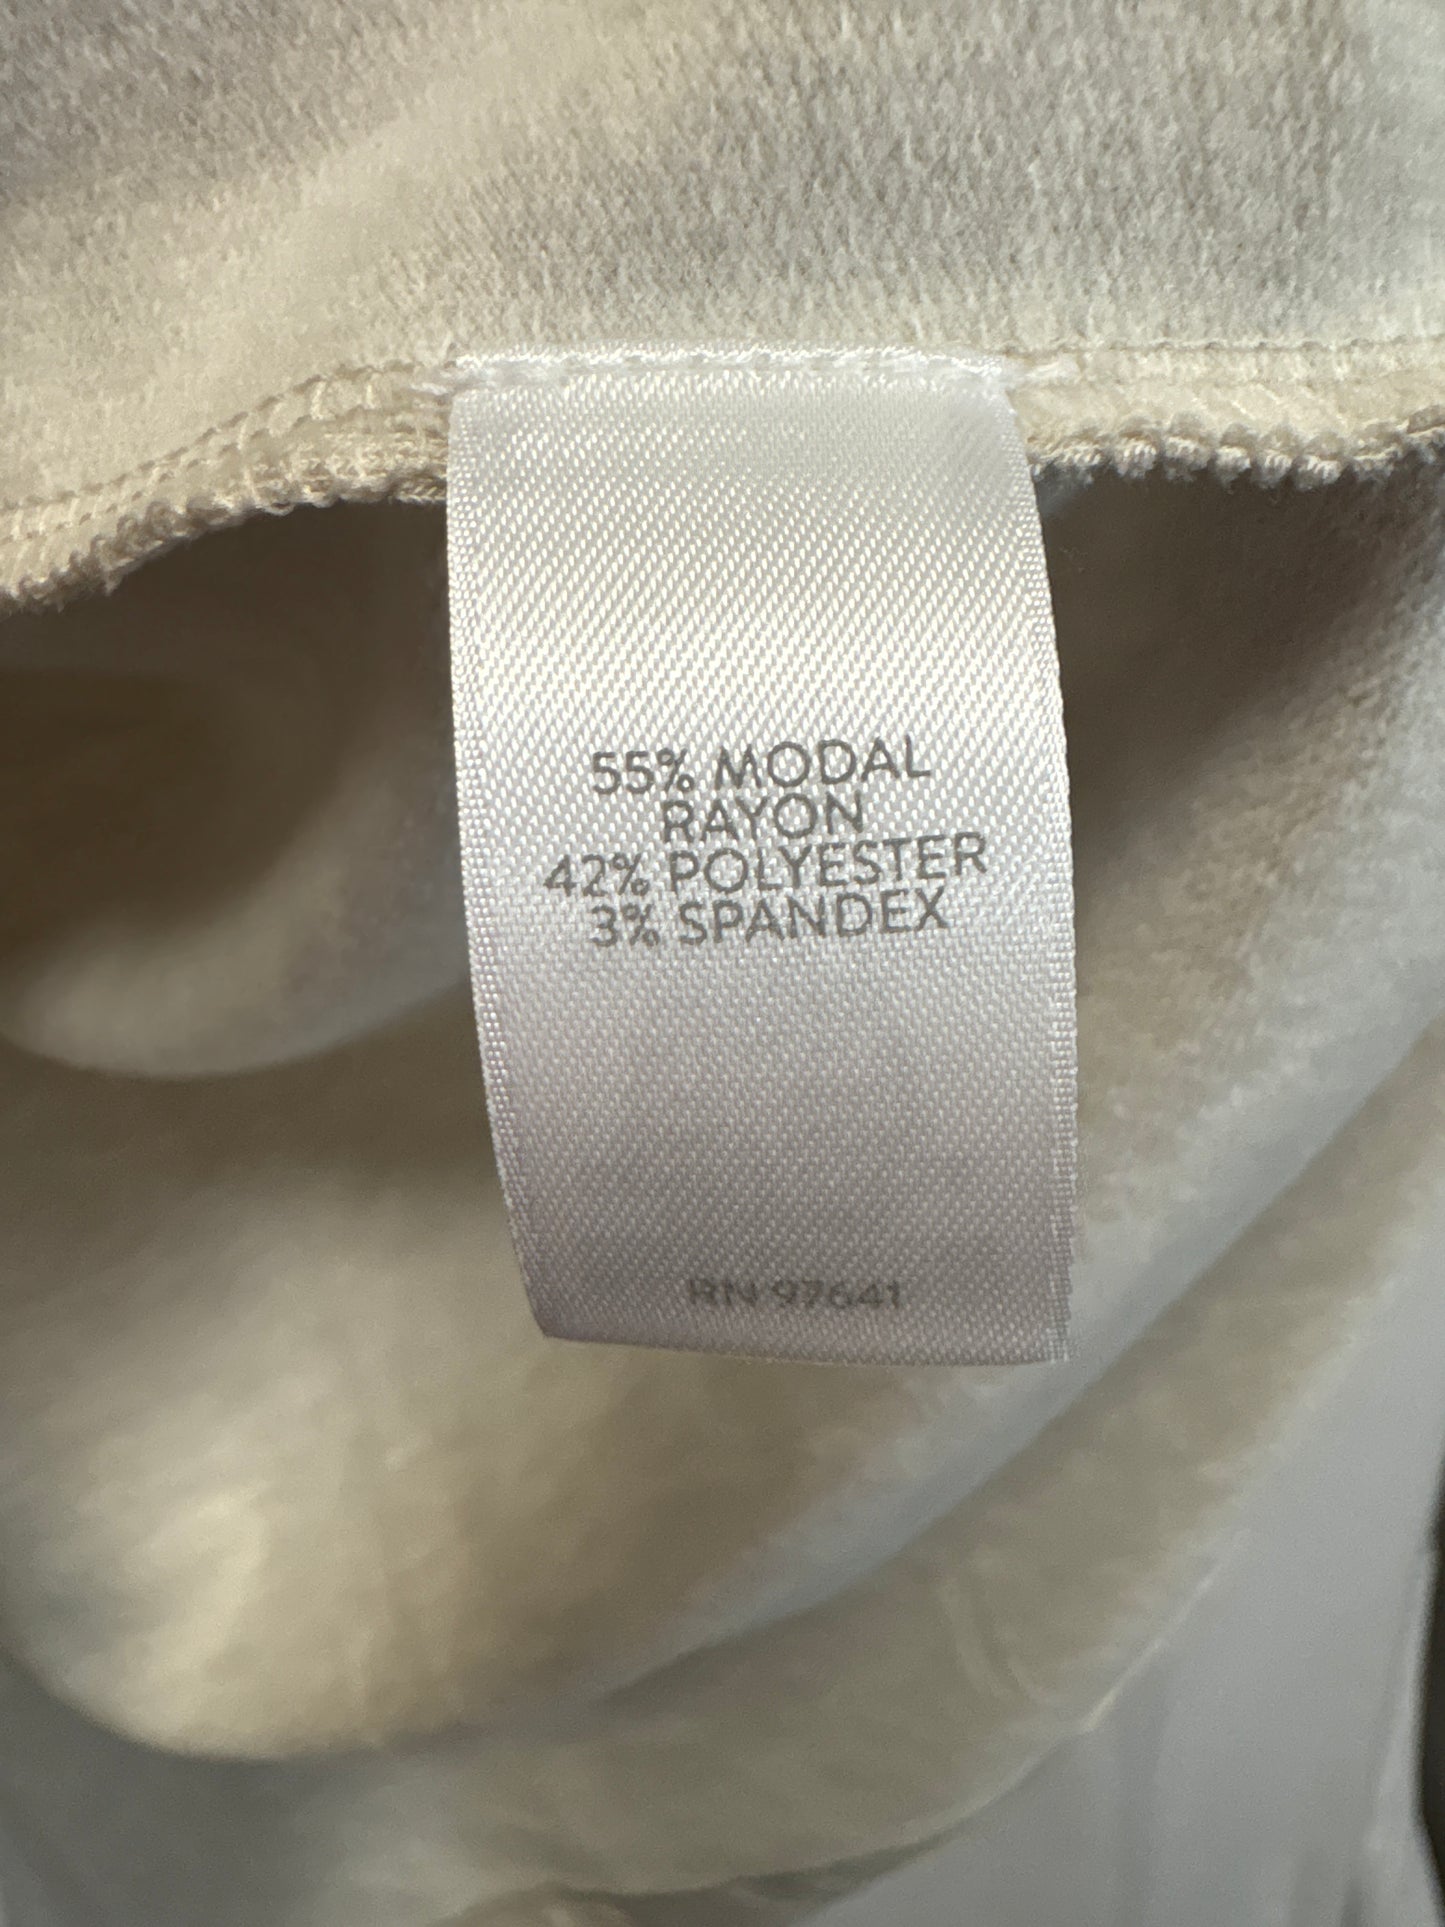 55% MODAL
RAYON
42% POLYESTER
3% SPANDEX
RN 97641